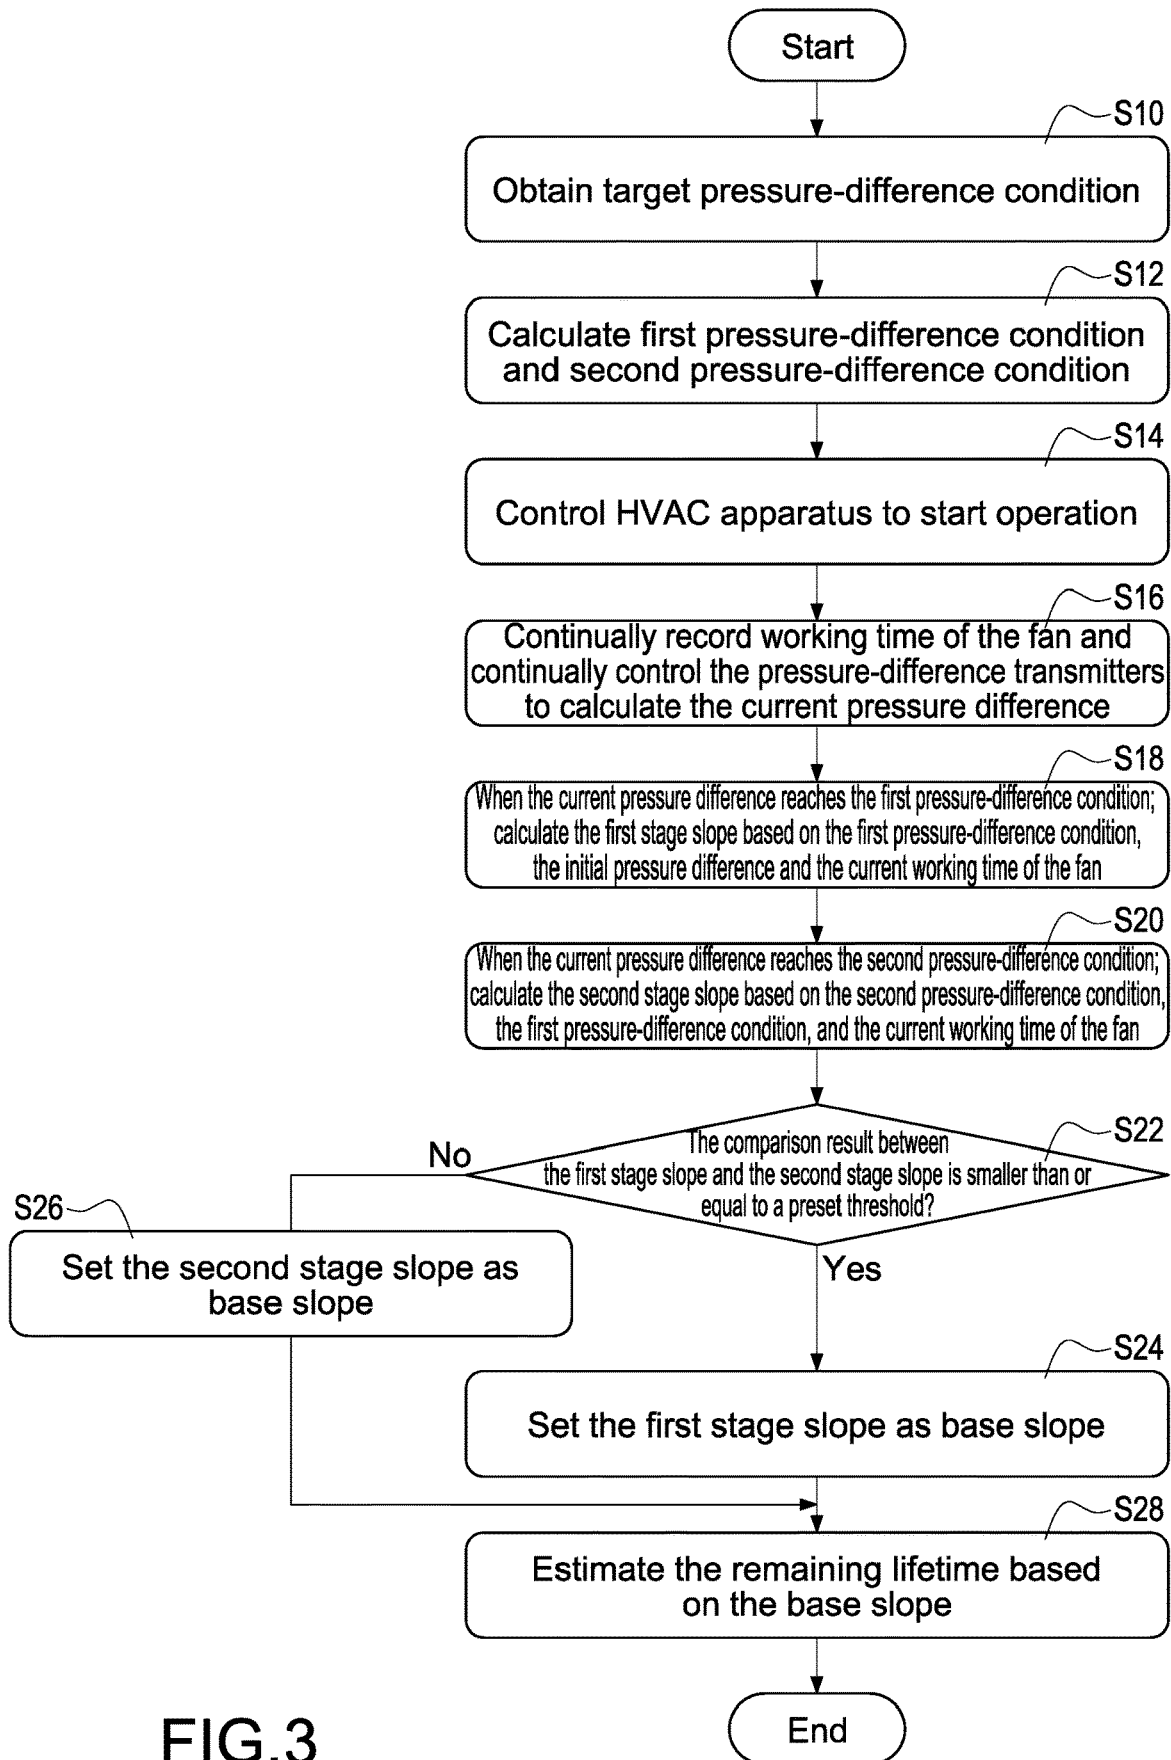 Start
S10
Obtain target pressure-difference condition
S12
Calculate first pressure-difference condition
and second pressure-difference condition
S14
Control HVAC apparatus to start operation
S16
Continually record working time of the fan and
continually control the pressure-difference transmitters
to calculate the current pressure difference
S18
When the current pressure difference reaches the first pressure-difference condition;
calculate the first stage slope based on the first pressure-difference condition,
the initial pressure difference and the current working time of the fan
S20
When the current pressure difference reaches the second pressure-difference condition;
calculate the second stage slope based on the second pressure-difference condition,
the first pressure-difference condition, and the current working time of the fan
S22
The comparison result between
the first stage slope and the second stage slope is smaller than or
equal to a preset threshold?
No
S26
Set the second stage slope as
base slope
Yes
S24
Set the first stage slope as base slope
S28
Estimate the remaining lifetime based
on the base slope
End
FIG.3